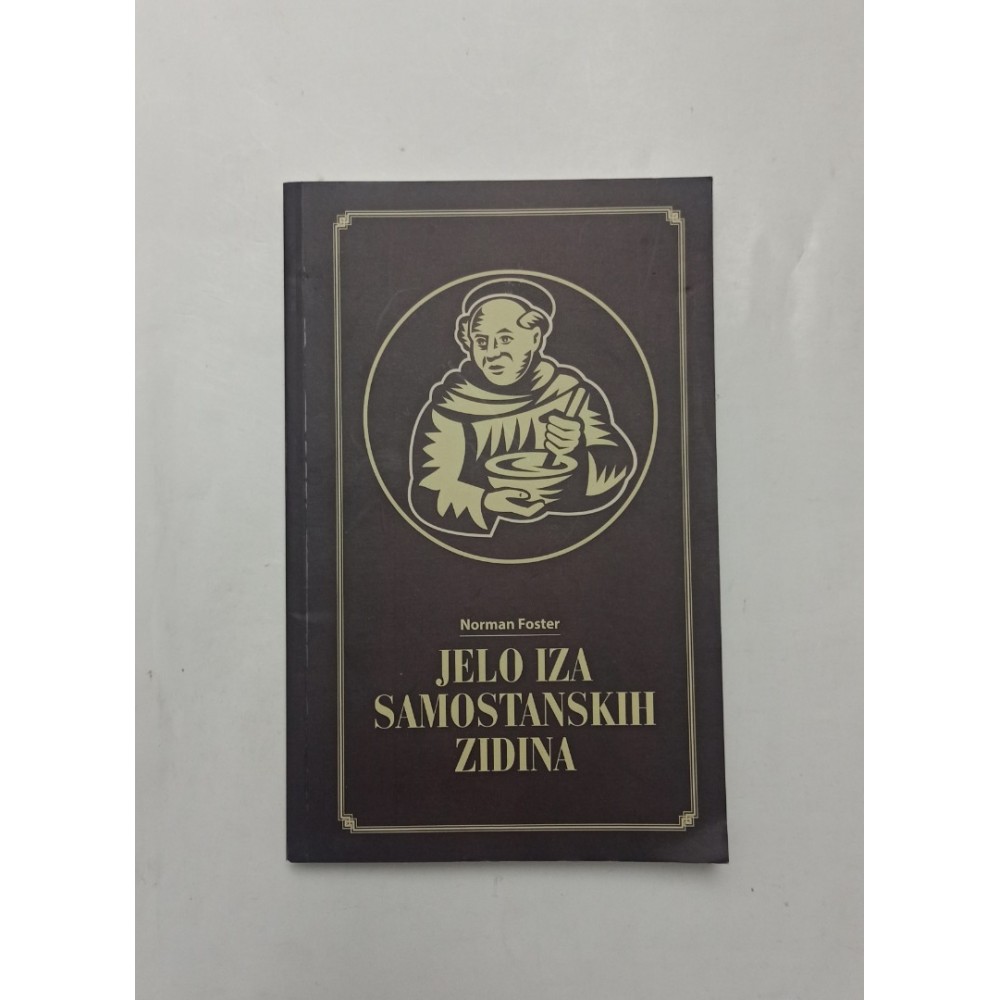 Norman Foster
JELO IZA
SAMOSTANSKIH
ZIDINA